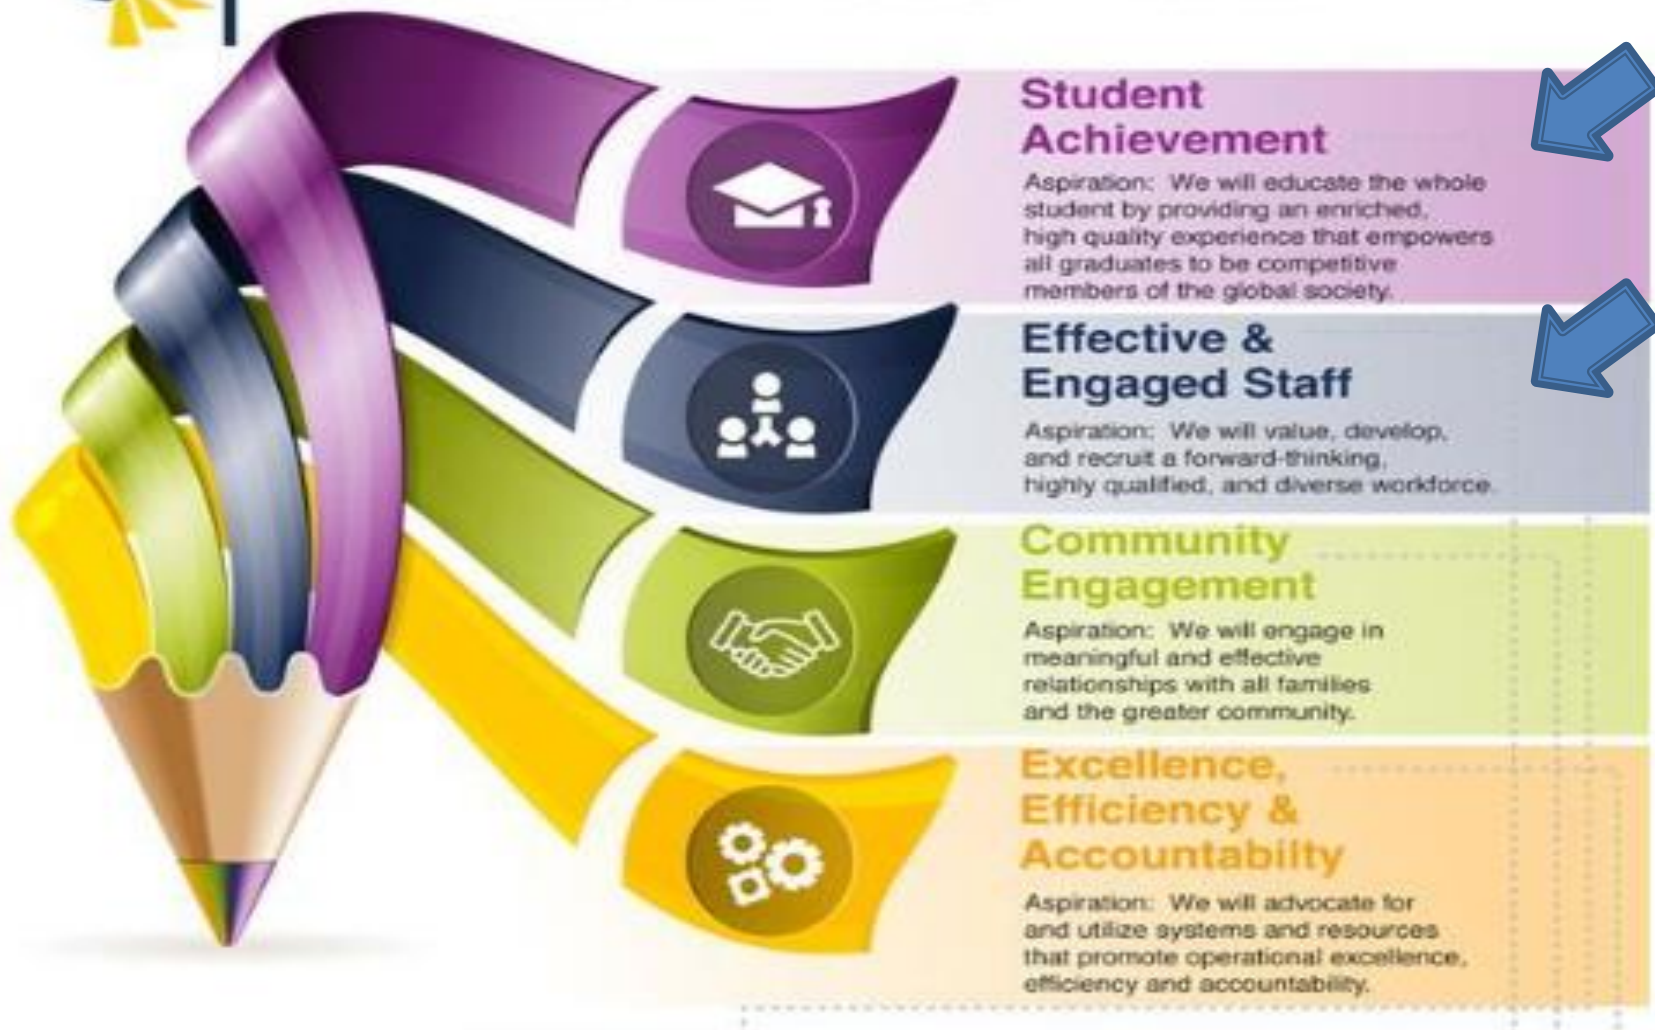 Student
Achievement
Aspiration: We will educate the whole
student by providing an enriched,
high quality experience that empowers
all graduates to be competitive
members of the global society.
Effective &
Engaged Staff
Aspiration: We will value, develop,
and recruit a forward-thinking,
highly qualified, and diverse workforce.
Community
Engagement
Aspiration: We will engage in
meaningful and effective
relationships with all families
and the greater community.
Excellence,
Efficiency &
Accountabilty
Aspiration: We will advocate for
and utilize systems and resources
that promote operational excellence,
efficiency and accountability.